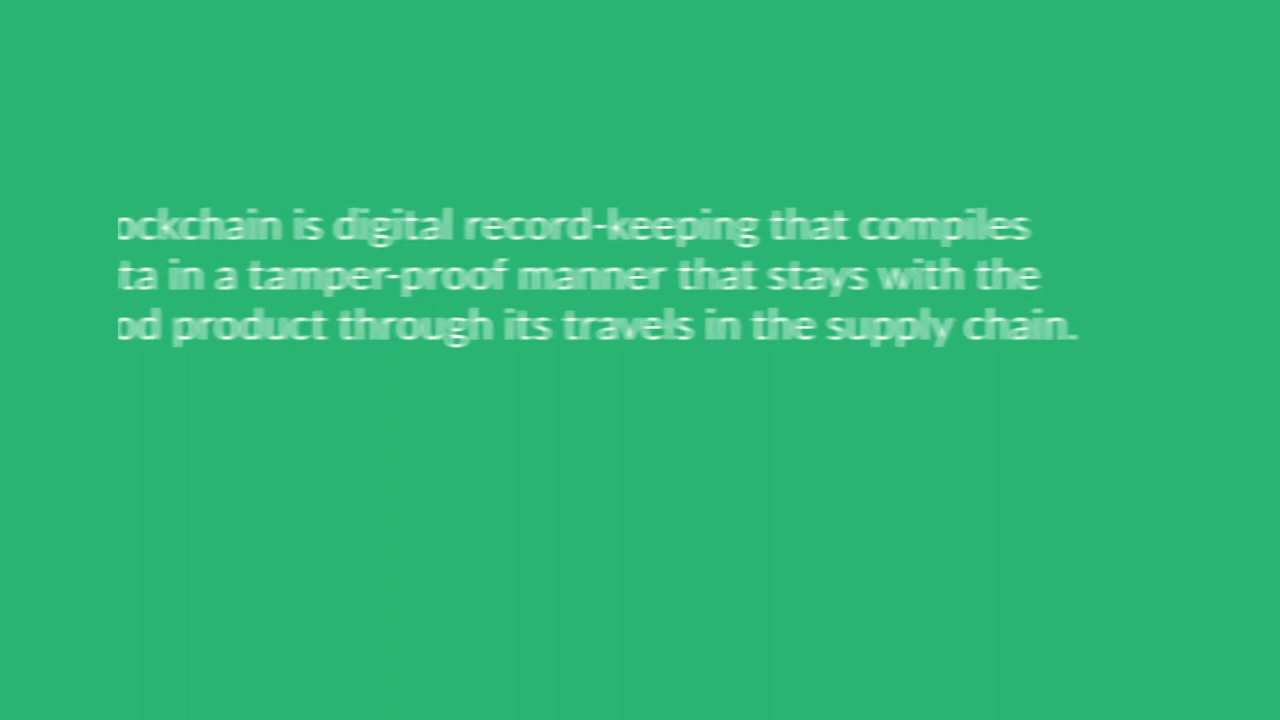 ockchain is digital record-keeping that compiles
ta in a tamper-proof manner that stays with the
od product through its travels in the supply chain.